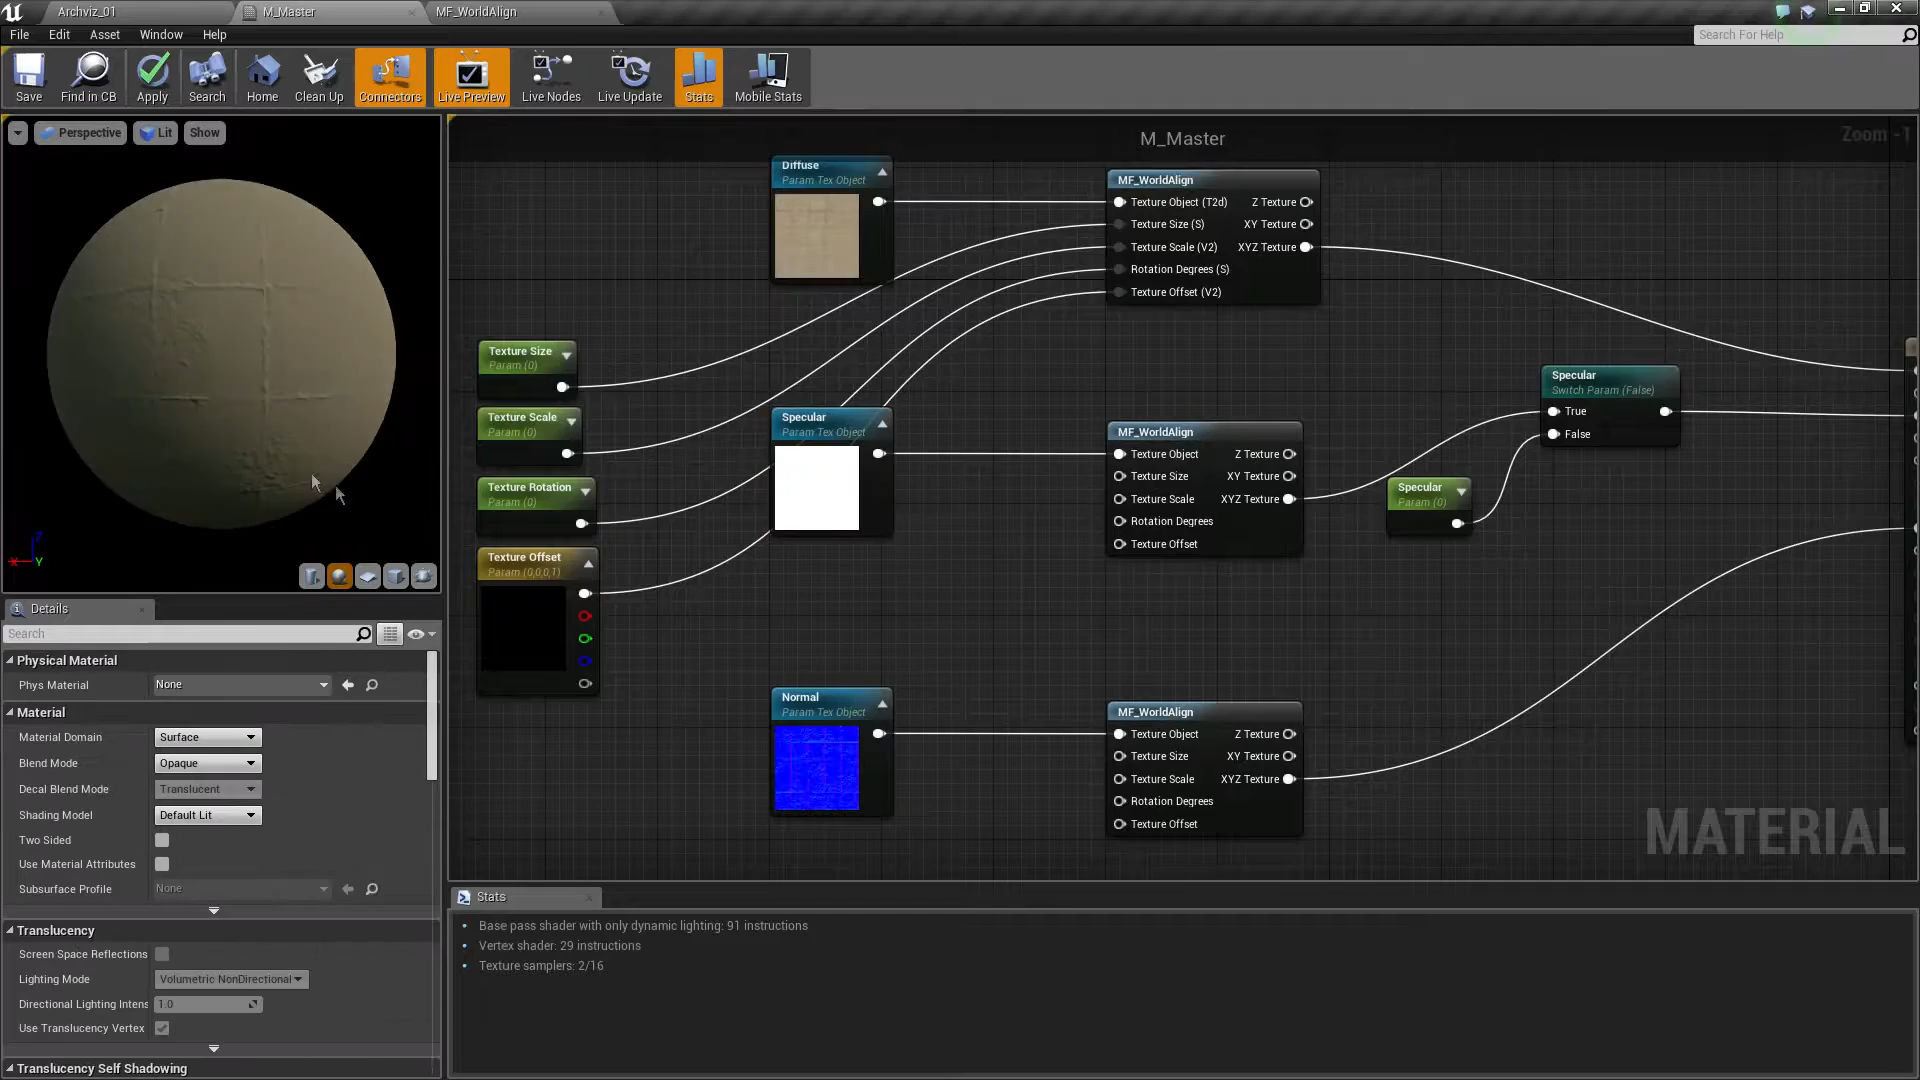 Archviz_01
M_Master
MF_WorldAlign
File Edit Asset Window Help
Search For Help
Save
Find in CB
Apply
Search
Home
Clean Up
Connectors
Live Preview
Live Nodes
Live Update
Stats
Mobile Stats
Perspective
Lit
Show
Z
X
Y
M_Master
Zoom -1
Diffuse
Param Tex Object
MF_WorldAlign
Texture Object (T2d) Z Texture
Texture Size (S) XY Texture
Texture Scale (V2) XYZ Texture
Rotation Degrees (S)
Texture Offset (V2)
Texture Size
Param (0)
Texture Scale
Param (0)
Texture Rotation
Param (0)
Texture Offset
Param (0,0,0,1)
Specular
Param Tex Object
MF_WorldAlign
Texture Object Z Texture
Texture Size XY Texture
Texture Scale XYZ Texture
Rotation Degrees
Texture Offset
Specular
Switch Param (False)
True
False
Specular
Param (0)
Normal
Param Tex Object
MF_WorldAlign
Texture Object Z Texture
Texture Size XY Texture
Texture Scale XYZ Texture
Rotation Degrees
Texture Offset
MATERIAL
Details
Search
Physical Material
Phys Material None
Material
Material Domain Surface
Blend Mode Opaque
Decal Blend Mode Translucent
Shading Model Default Lit
Two Sided
Use Material Attributes
Subsurface Profile None
Translucency
Screen Space Reflections
Lighting Mode Volumetric NonDirectional
Directional Lighting Intens 1.0
Use Translucency Vertex
Translucency Self Shadowing
Stats
Base pass shader with only dynamic lighting: 91 instructions
Vertex shader: 29 instructions
Texture samplers: 2/16